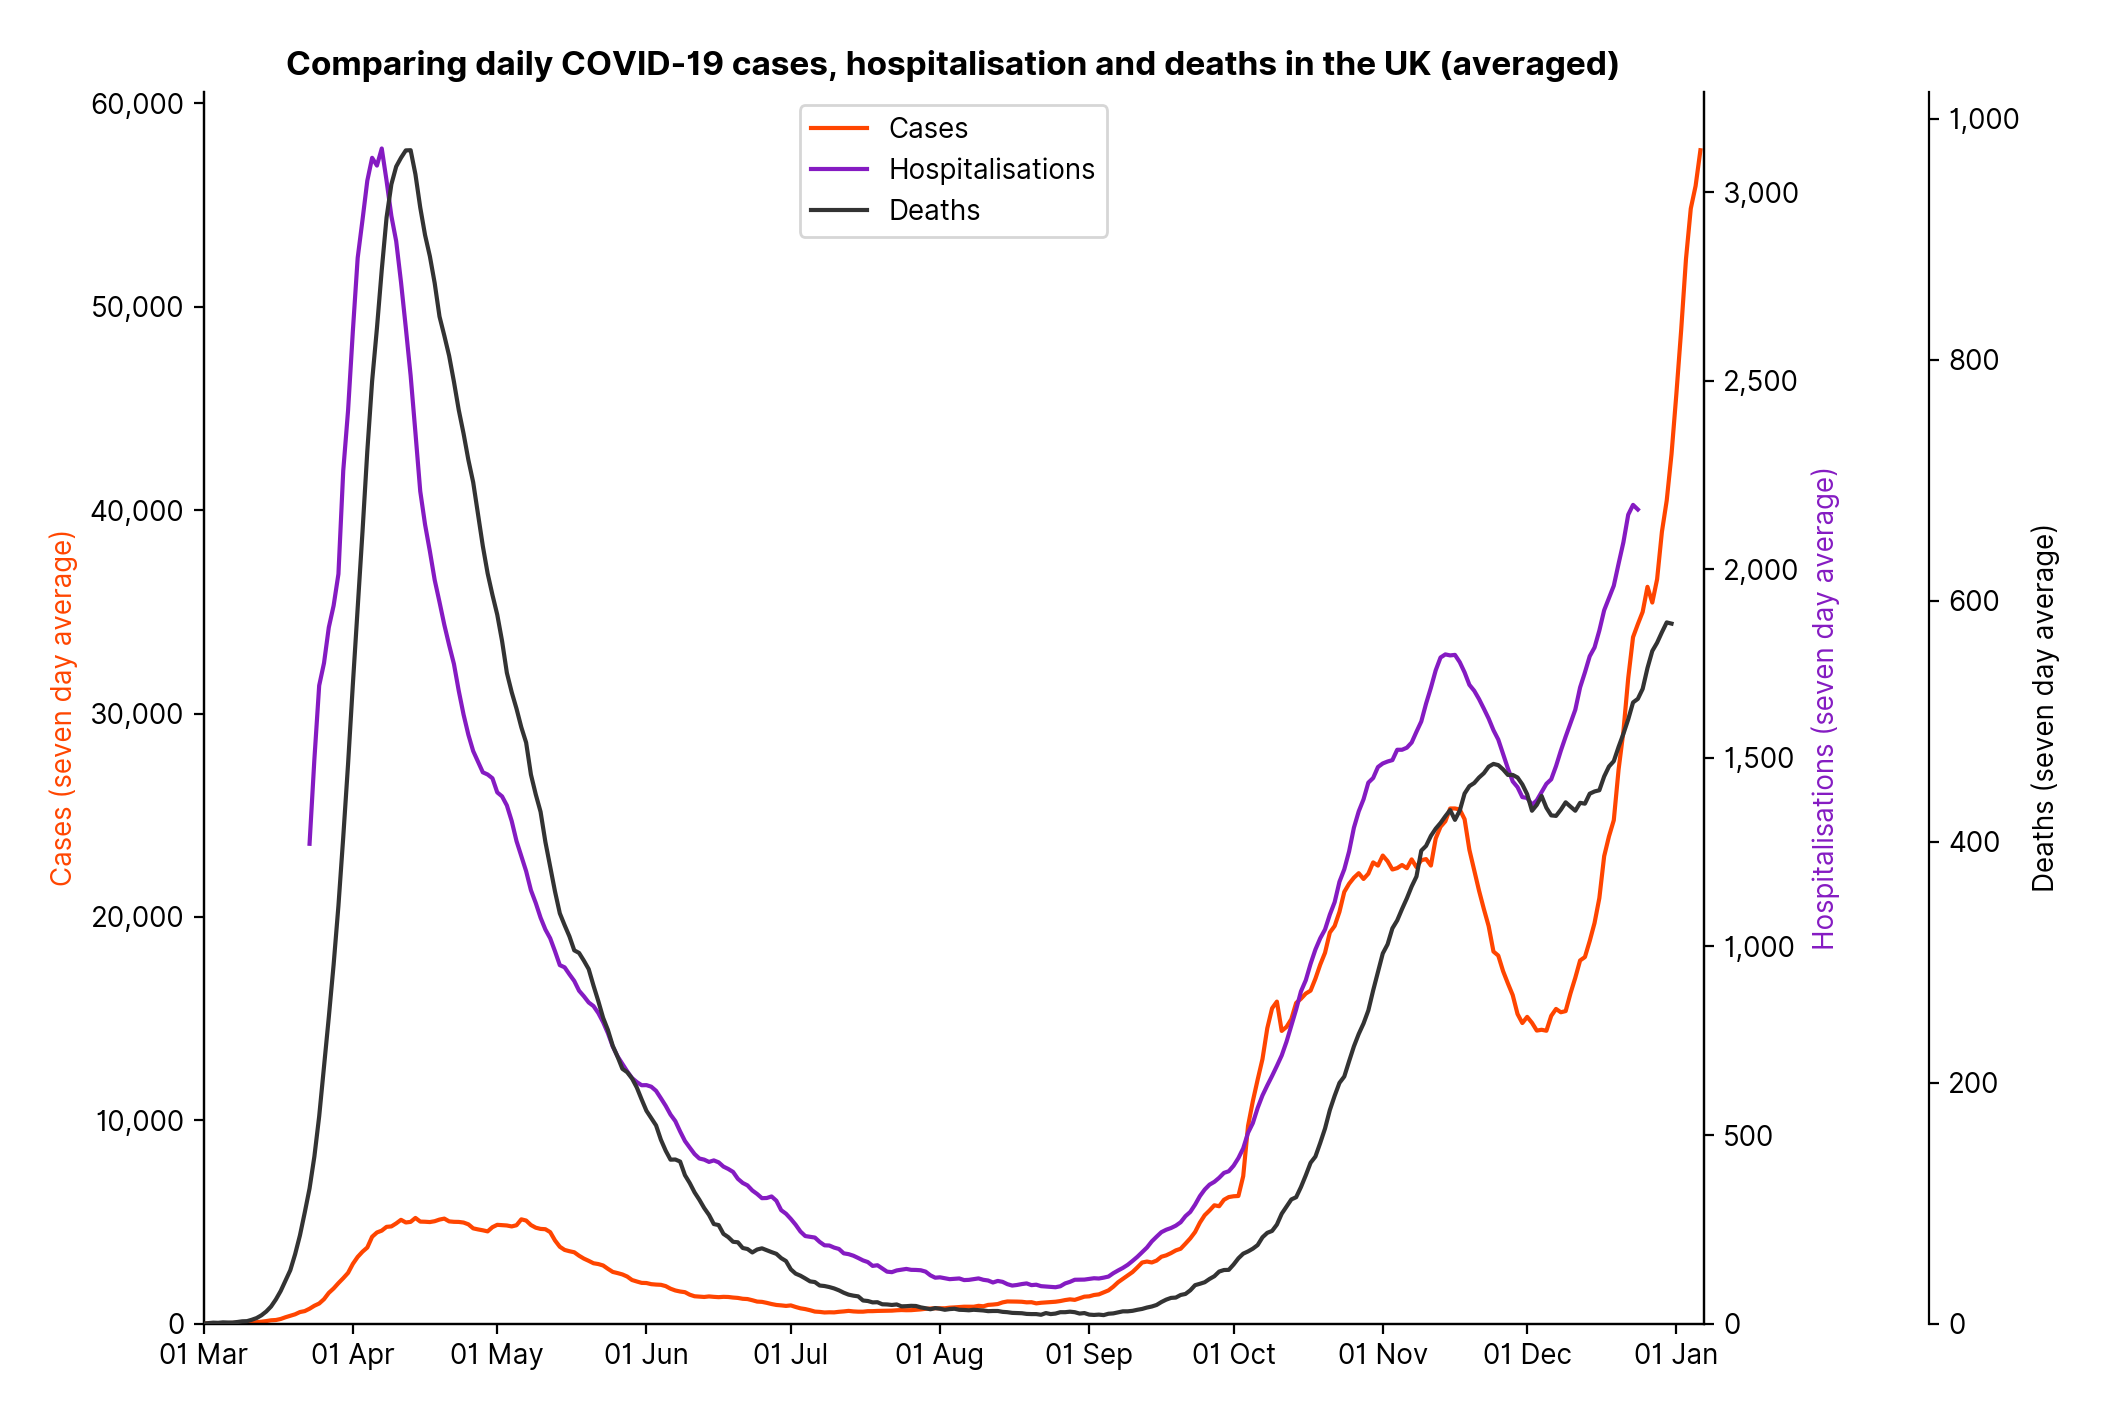 Comparing daily COVID-19 cases, hospitalisation and deaths in the UK (averaged)
Cases
Hospitalisations
Deaths
Cases (seven day average)
60,000
50,000
40,000
30,000
20,000
10,000
0
01 Mar
01 Apr
01 May
01 Jun
01 Jul
01 Aug
01 Sep
01 Oct
01 Nov
01 Dec
01 Jan
3,000
2,500
2,000
1,500
1,000
500
0
Hospitalisations (seven day average)
1,000
800
600
400
200
0
Deaths (seven day average)